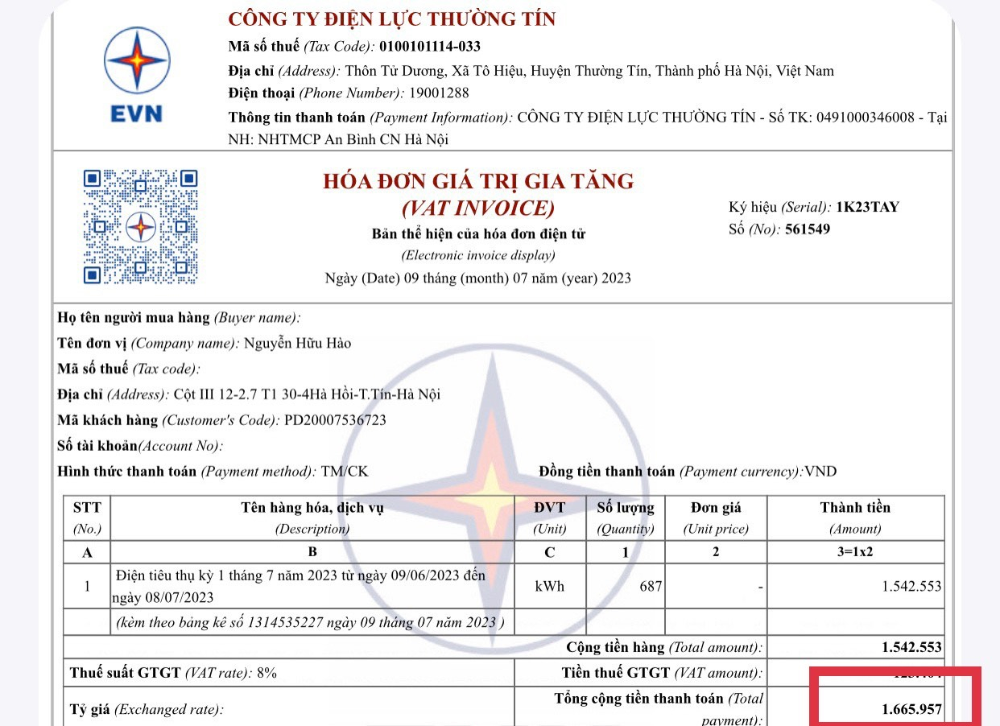 CÔNG TY ĐIỆN LỰC THƯỜNG TÍN
Mã số thuế (Tax Code): 0100101114-033
Địa chỉ (Address): Thôn Tử Dương, Xã Tô Hiệu, Huyện Thường Tín, Thành phố Hà Nội, Việt Nam
Điện thoại (Phone Number): 19001288
EVN
Thông tin thanh toán (Payment Information): CÔNG TY ĐIỆN LỰC THƯỜNG TÍN - Số TK: 0491000346008 - Tại
NH: NHTMCP An Bình CN Hà Nội
HÓA ĐƠN GIÁ TRỊ GIA TĂNG
(VAT INVOICE)
Bản thể hiện của hóa đơn điện tử
(Electronic invoice display)
Ngày (Date) 09 tháng (month) 07 năm (year) 2023
Ký hiệu (Serial): 1K23TAY
Số (No): 561549
Họ tên người mua hàng (Buyer name):
Tên đơn vị (Company name): Nguyễn Hữu Hào
Mã số thuế (Tax code):
Địa chỉ (Address): Cột III 12-2.7 T1 30-4Hà Hồi-T.Tín-Hà Nội
Mã khách hàng (Customer's Code): PD20007536723
Số tài khoản(Account No):
Hình thức thanh toán (Payment method): TM/CK Đồng tiền thanh toán (Payment currency):VND
STT Tên hàng hóa, dịch vụ ĐVT Số lượng Đơn giá Thành tiền
(No.) (Description) (Unit) (Quantity) (Unit price) (Amount)
A B C 1 2 3=1x2
1 Điện tiêu thụ kỳ 1 tháng 7 năm 2023 từ ngày 09/06/2023 đến ngày 08/07/2023 kWh 687 - 1.542.553
(kèm theo bảng kê số 1314535227 ngày 09 tháng 07 năm 2023 )
Cộng tiền hàng (Total amount): 1.542.553
Thuế suất GTGT (VAT rate): 8% Tiền thuế GTGT (VAT amount):
Tỷ giá (Exchanged rate): Tổng cộng tiền thanh toán (Total payment): 1.665.957